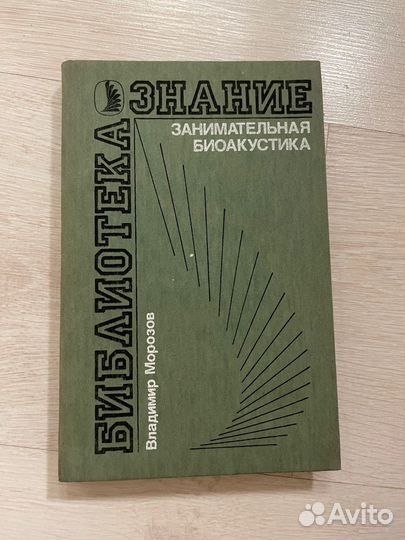 БИБЛИОТЕКА
ЗНАНИЕ
ЗАНИМАТЕЛЬНАЯ
БИОАКУСТИКА
Владимир Морозов
Avito